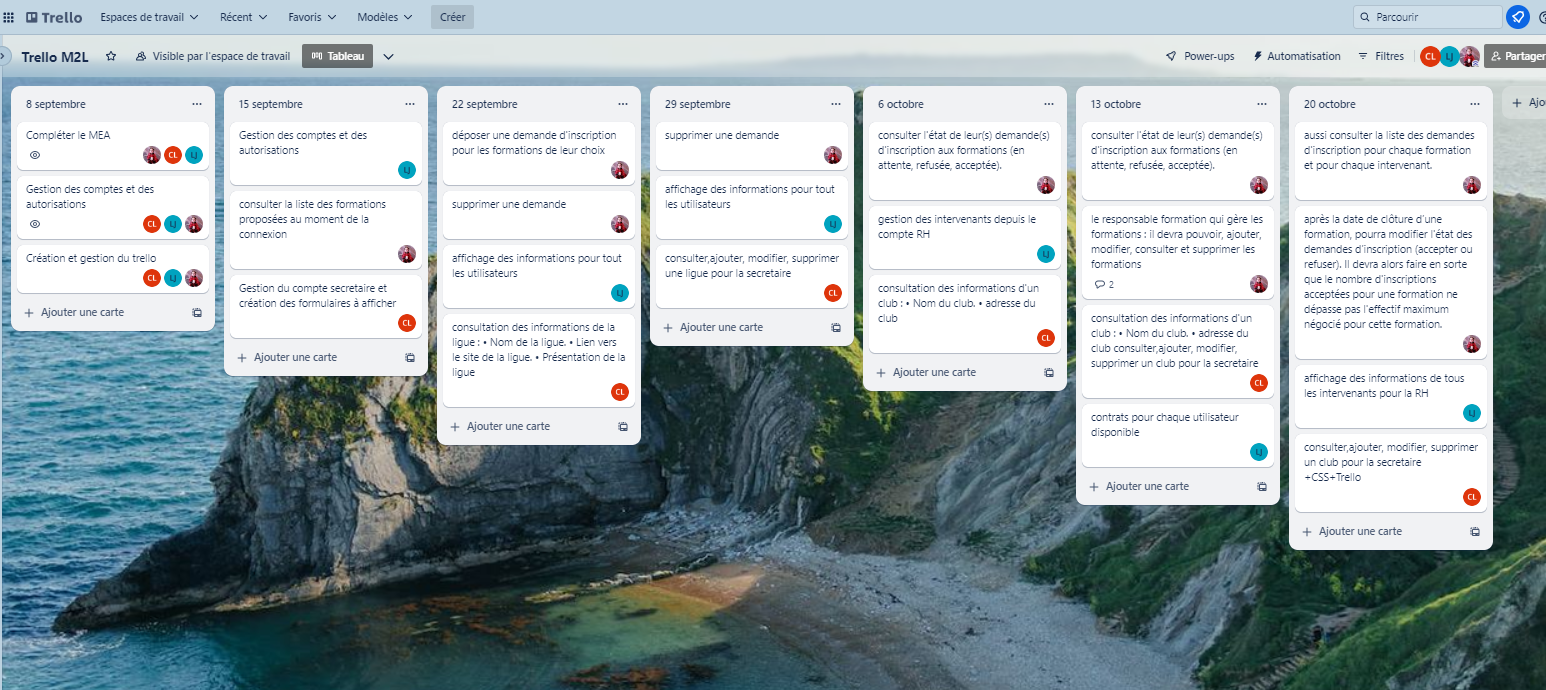 Trello
Espaces de travail
Récent
Favoris
Modèles
Créer
Parcourir
Trello M2L
Visible par l'espace de travail
Tableau
Power-ups
Automatisation
Filtres
CL
LJ
Partager
8 septembre
Compléter le MEA
CL
LJ
Gestion des comptes et des
autorisations
CL
LJ
Création et gestion du trello
CL
LJ
Ajouter une carte
15 septembre
Gestion des comptes et des
autorisations
LJ
consulter la liste des formations
proposées au moment de la
connexion
Gestion du compte secretaire et
création des formulaires à afficher
CL
Ajouter une carte
22 septembre
déposer une demande d'inscription
pour les formations de leur choix
supprimer une demande
affichage des informations pour tout
les utilisateurs
LJ
consultation des informations de la
ligue : • Nom de la ligue. • Lien vers
le site de la ligue. • Présentation de la
ligue
CL
Ajouter une carte
29 septembre
supprimer une demande
affichage des informations pour tout
les utilisateurs
LJ
consulter,ajouter, modifier, supprimer
une ligue pour la secretaire
CL
Ajouter une carte
6 octobre
consulter l'état de leur(s) demande(s)
d'inscription aux formations (en
attente, refusée, acceptée).
gestion des intervenants depuis le
compte RH
LJ
consultation des informations d'un
club : • Nom du club. • adresse du
club
CL
Ajouter une carte
13 octobre
consulter l'état de leur(s) demande(s)
d'inscription aux formations (en
attente, refusée, acceptée).
le responsable formation qui gère les
formations : il devra pouvoir, ajouter,
modifier, consulter et supprimer les
formations
2
consultation des informations d'un
club : • Nom du club. • adresse du
club consulter,ajouter, modifier,
supprimer un club pour la secretaire
CL
contrats pour chaque utilisateur
disponible
LJ
Ajouter une carte
20 octobre
aussi consulter la liste des demandes
d'inscription pour chaque formation
et pour chaque intervenant.
après la date de clôture d'une
formation, pourra modifier l'état des
demandes d'inscription (accepter ou
refuser). Il devra alors faire en sorte
que le nombre d'inscriptions
acceptées pour une formation ne
dépasse pas l'effectif maximum
négocié pour cette formation.
affichage des informations de tous
les intervenants pour la RH
LJ
consulter,ajouter, modifier, supprimer
un club pour la secretaire
+CSS+Trello
CL
Ajouter une carte
Ajou